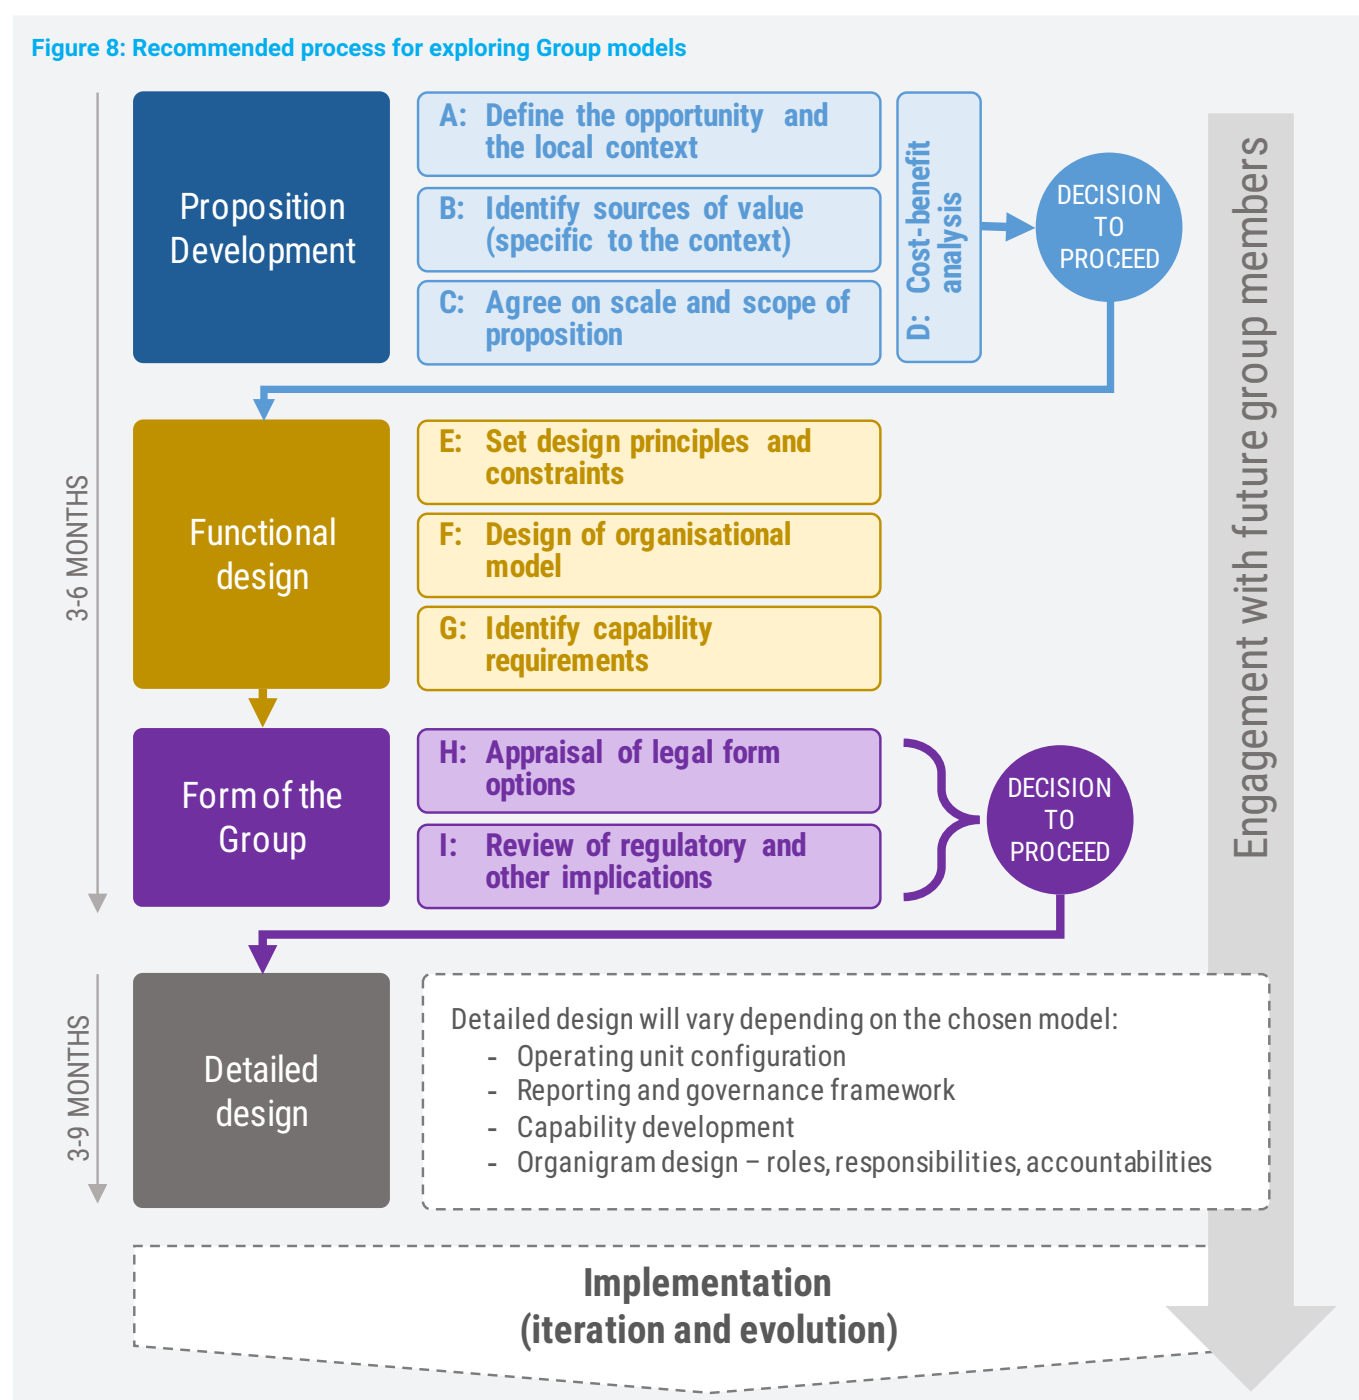 Figure 8: Recommended process for exploring Group models
3-6 MONTHS
Proposition
Development
A: Define the opportunity and
the local context
B: Identify sources of value
(specific to the context)
C: Agree on scale and scope of
proposition
D: Cost-benefit
analysis
DECISION
TO
PROCEED
Engagement with future group members
Functional
design
E: Set design principles and
constraints
F: Design of organisational
model
G: Identify capability
requirements
Form of the
Group
H: Appraisal of legal form
options
I: Review of regulatory and
other implications
DECISION
TO
PROCEED
3-9 MONTHS
Detailed
design
Detailed design will vary depending on the chosen model:
- Operating unit configuration
- Reporting and governance framework
- Capability development
- Organigram design – roles, responsibilities, accountabilities
Implementation
(iteration and evolution)